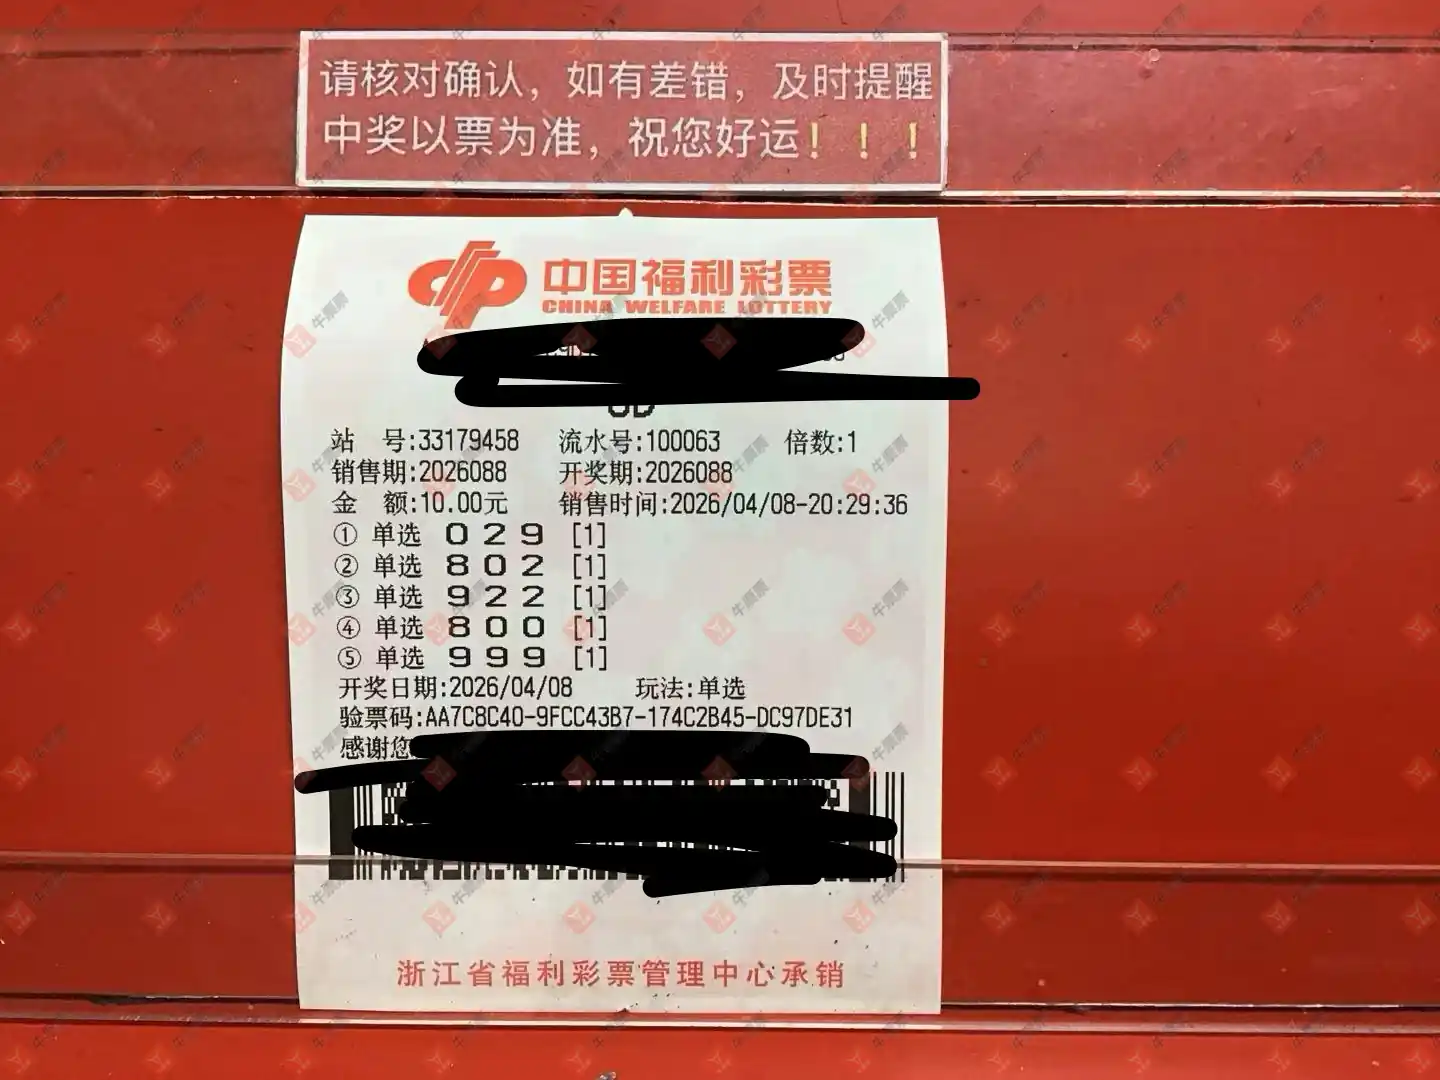 请核对确认，如有差错，及时提醒
中奖以票为准，祝您好运！！！
中国福利彩票
CHINA WELFARE LOTTERY
站 号:33179458 流水号:100063 倍数:1
销售期:2026088 开奖期:2026088
金 额:10.00元 销售时间:2026/04/08-20:29:36
① 单选 0 2 9 [1]
② 单选 8 0 2 [1]
③ 单选 9 2 2 [1]
④ 单选 8 0 0 [1]
⑤ 单选 9 9 9 [1]
开奖日期:2026/04/08 玩法:单选
验票码:AA7C8C40-9FCC43B7-174C2B45-DC97DE31
感谢您
浙江省福利彩票管理中心承销